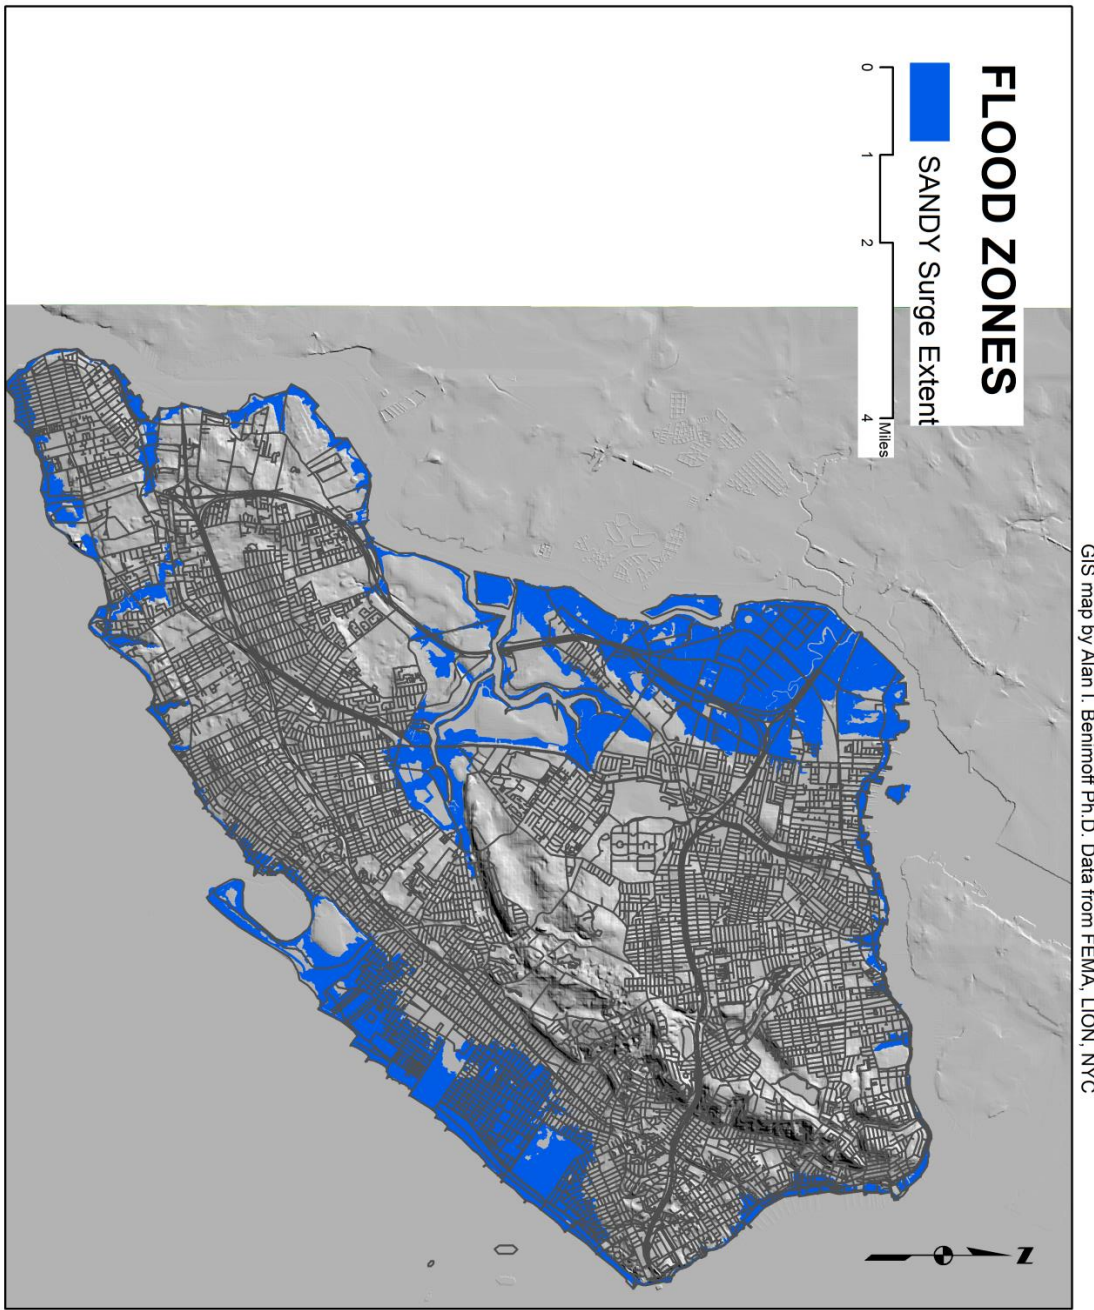 FLOOD ZONES
SANDY Surge Extent
0 1 2 4
Miles
N
GIS map by Alan I. Benimoff Ph.D. Data from FEMA, LION, NYC